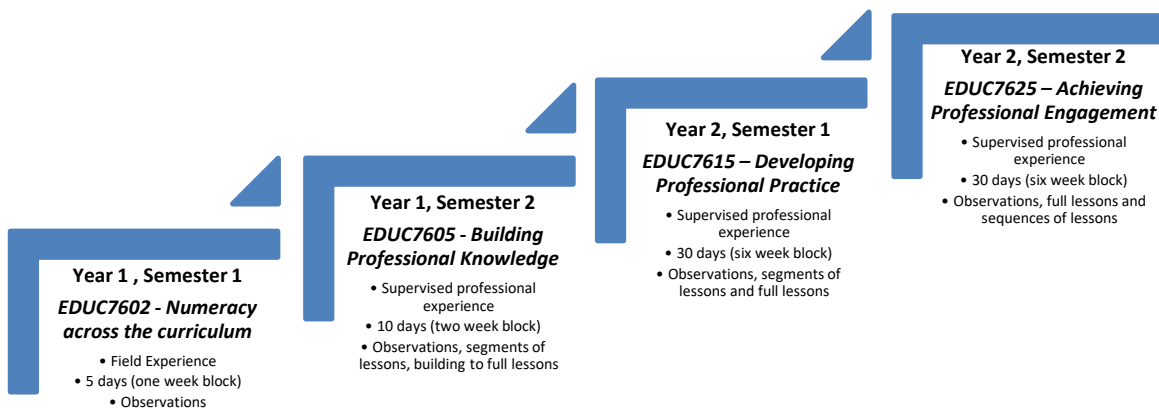 Year 1 , Semester 1
EDUC7602 - Numeracy
across the curriculum
• Field Experience
• 5 days (one week block)
• Observations
Year 1, Semester 2
EDUC7605 - Building
Professional Knowledge
• Supervised professional
experience
• 10 days (two week block)
• Observations, segments of
lessons, building to full lessons
Year 2, Semester 1
EDUC7615 – Developing
Professional Practice
• Supervised professional
experience
• 30 days (six week block)
• Observations, segments of
lessons and full lessons
Year 2, Semester 2
EDUC7625 – Achieving
Professional Engagement
• Supervised professional
experience
• 30 days (six week block)
• Observations, full lessons and
sequences of lessons